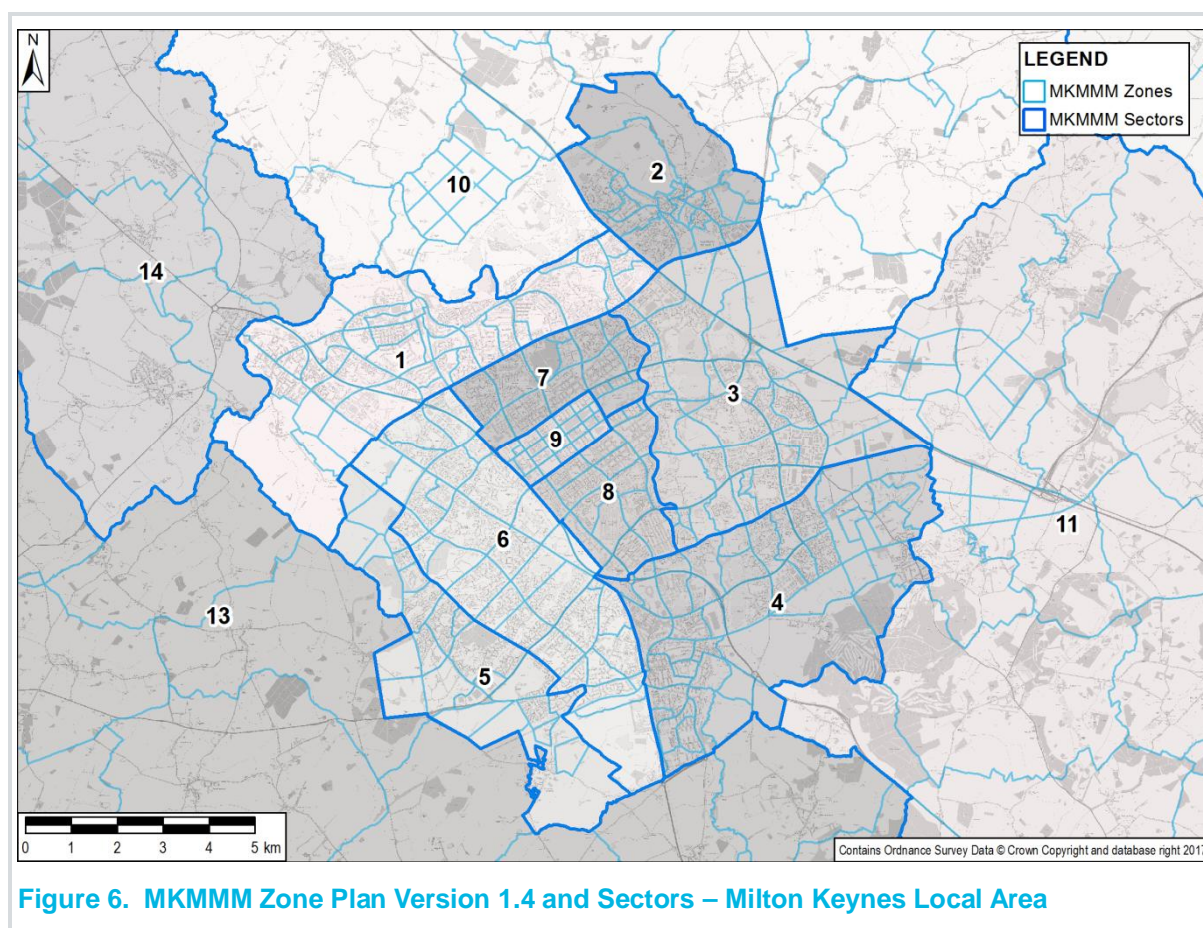 N
LEGEND
MKMMM Zones
MKMMM Sectors
2
10
14
1
7
3
9
8
11
6
4
13
5
0 1 2 3 4 5 km
Contains Ordnance Survey Data © Crown Copyright and database right 2017
Figure 6. MKMMM Zone Plan Version 1.4 and Sectors – Milton Keynes Local Area